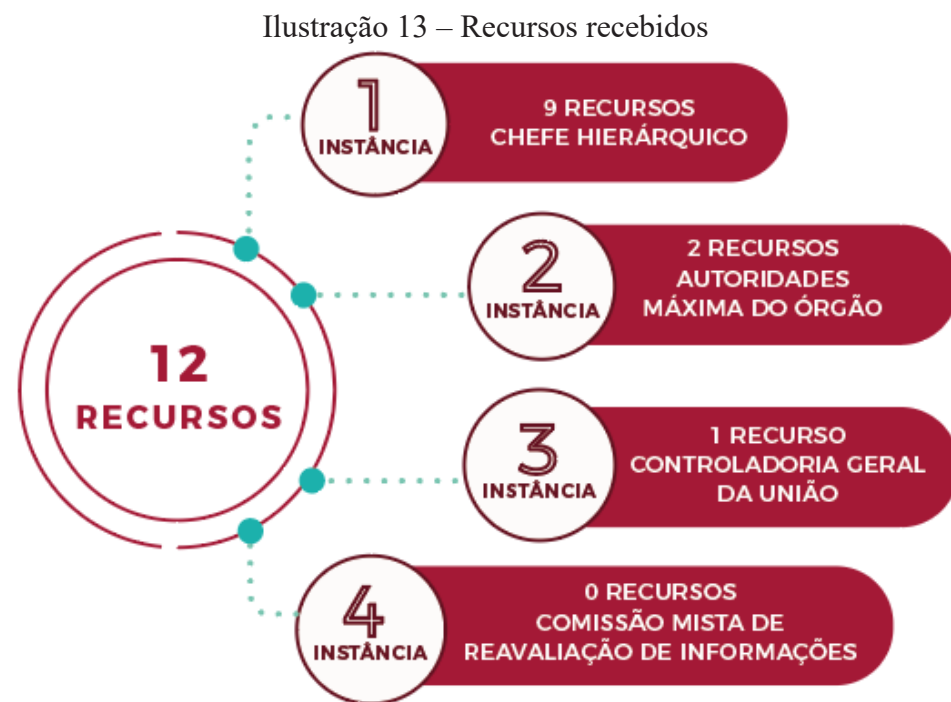 Ilustração 13 – Recursos recebidos
1
INSTÂNCIA
9 RECURSOS
CHEFE HIERÁRQUICO
2
INSTÂNCIA
2 RECURSOS
AUTORIDADES
MÁXIMA DO ÓRGÃO
12
RECURSOS
3
INSTÂNCIA
1 RECURSO
CONTROLADORIA GERAL
DA UNIÃO
4
INSTÂNCIA
0 RECURSOS
COMISSÃO MISTA DE
REAVALIAÇÃO DE INFORMAÇÕES